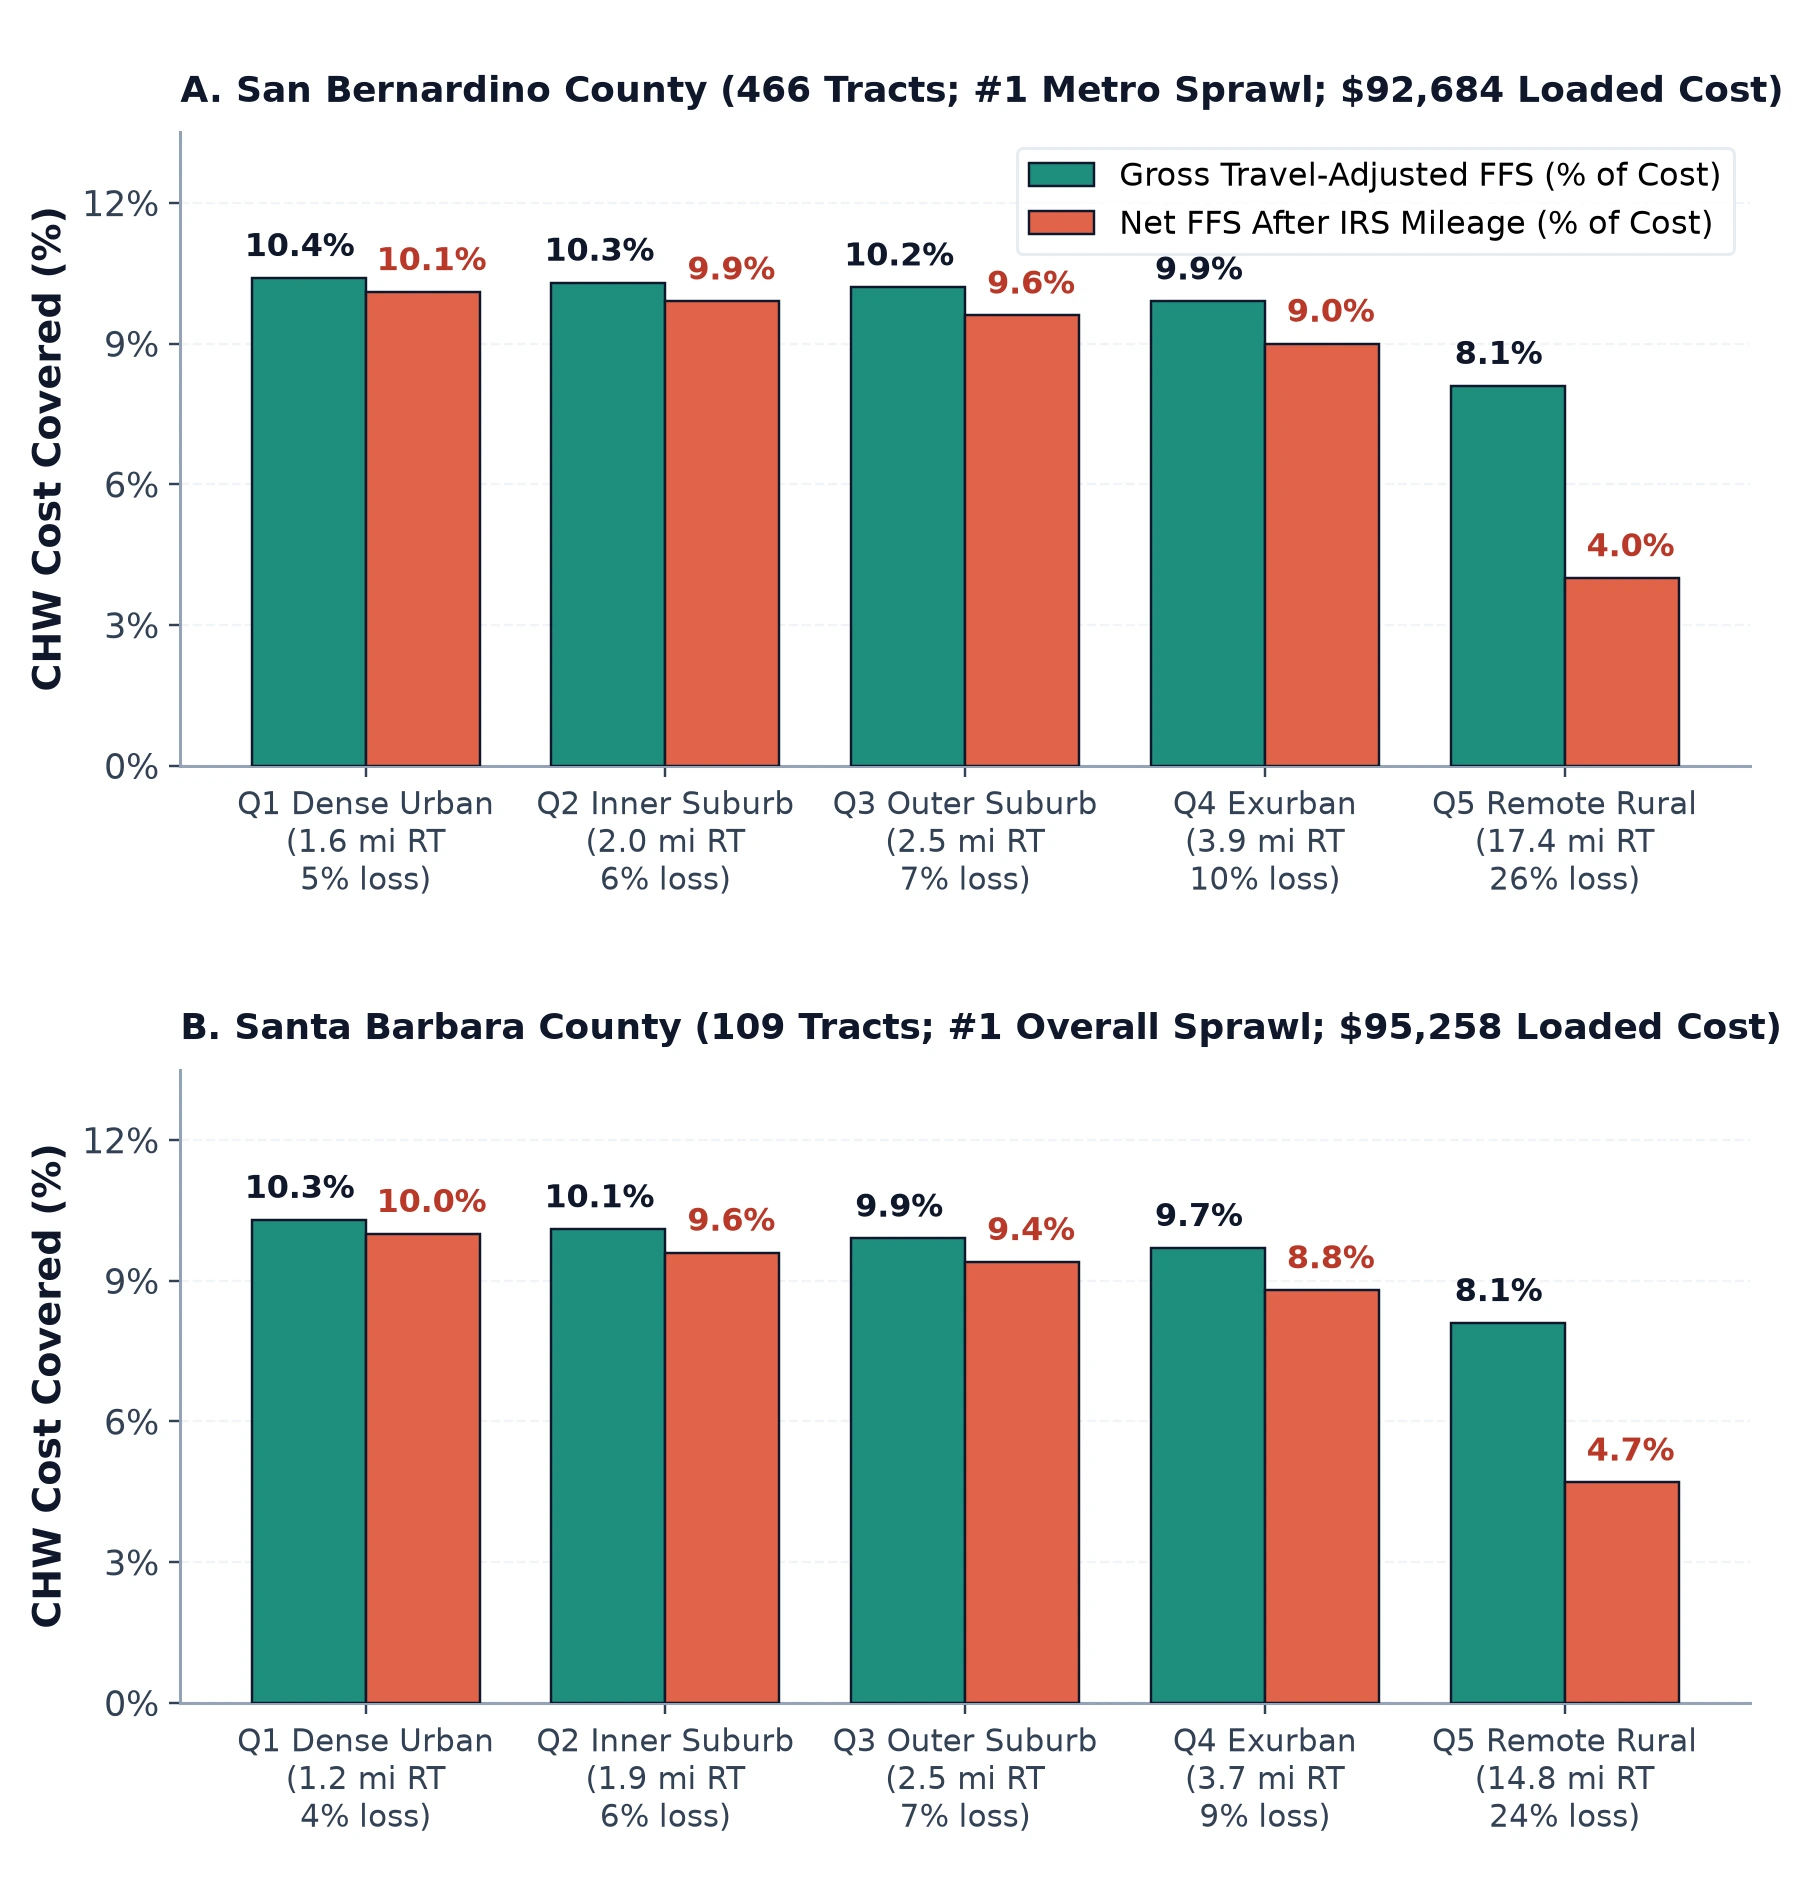 A. San Bernardino County (466 Tracts; #1 Metro Sprawl; $92,684 Loaded Cost)
Gross Travel-Adjusted FFS (% of Cost)
Net FFS After IRS Mileage (% of Cost)
CHW Cost Covered (%)
12%
9%
6%
3%
0%
10.4%
10.1%
10.3%
9.9%
10.2%
9.6%
9.9%
9.0%
8.1%
4.0%
Q1 Dense Urban
(1.6 mi RT
5% loss)
Q2 Inner Suburb
(2.0 mi RT
6% loss)
Q3 Outer Suburb
(2.5 mi RT
7% loss)
Q4 Exurban
(3.9 mi RT
10% loss)
Q5 Remote Rural
(17.4 mi RT
26% loss)
B. Santa Barbara County (109 Tracts; #1 Overall Sprawl; $95,258 Loaded Cost)
CHW Cost Covered (%)
12%
9%
6%
3%
0%
10.3%
10.0%
10.1%
9.6%
9.9%
9.4%
9.7%
8.8%
8.1%
4.7%
Q1 Dense Urban
(1.2 mi RT
4% loss)
Q2 Inner Suburb
(1.9 mi RT
6% loss)
Q3 Outer Suburb
(2.5 mi RT
7% loss)
Q4 Exurban
(3.7 mi RT
9% loss)
Q5 Remote Rural
(14.8 mi RT
24% loss)